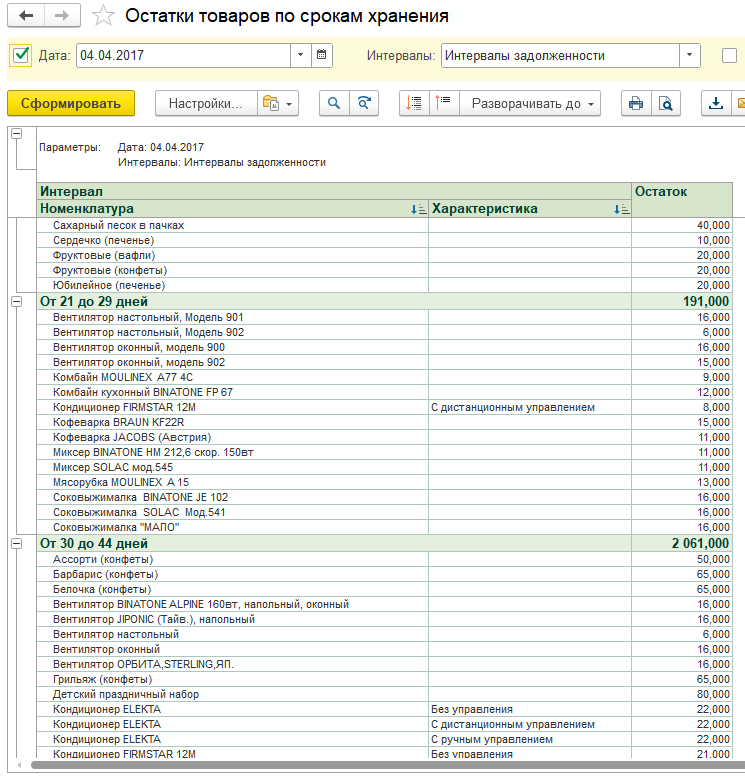 Остатки товаров по срокам хранения
Дата: 04.04.2017 Интервалы: Интервалы задолженности
Сформировать Настройки... Разворачивать до
Параметры: Дата: 04.04.2017
Интервалы: Интервалы задолженности
Интервал Остаток
Номенклатура Характеристика
Сахарный песок в пачках 40,000
Сердечко (печенье) 10,000
Фруктовые (вафли) 20,000
Фруктовые (конфеты) 20,000
Юбилейное (печенье) 20,000
От 21 до 29 дней 191,000
Вентилятор настольный, Модель 901 16,000
Вентилятор настольный, Модель 902 6,000
Вентилятор оконный, модель 900 16,000
Вентилятор оконный, модель 902 15,000
Комбайн MOULINEX A77 4C 9,000
Комбайн кухонный BINATONE FP 67 12,000
Кондиционер FIRMSTAR 12М С дистанционным управлением 8,000
Кофеварка BRAUN KF22R 15,000
Кофеварка JACOBS (Австрия) 11,000
Миксер BINATONE HM 212,6 скор. 150вт 11,000
Миксер SOLAC мод.545 11,000
Мясорубка MOULINEX A 15 13,000
Соковыжималка BINATONE JE 102 16,000
Соковыжималка SOLAC Мод.541 16,000
Соковыжималка "МАПО" 16,000
От 30 до 44 дней 2 061,000
Ассорти (конфеты) 50,000
Барбарис (конфеты) 65,000
Белочка (конфеты) 65,000
Вентилятор BINATONE ALPINE 160вт, напольный, оконный 16,000
Вентилятор JIPONIC (Тайв.), напольный 16,000
Вентилятор настольный 6,000
Вентилятор оконный 16,000
Вентилятор ОРБИТА,STERLING,ЯП. 16,000
Грильяж (конфеты) 65,000
Детский праздничный набор 80,000
Кондиционер ELEKTA Без управления 22,000
Кондиционер ELEKTA С дистанционным управлением 22,000
Кондиционер ELEKTA С ручным управлением 22,000
Кондиционер FIRMSTAR 12М Без управления 21,000